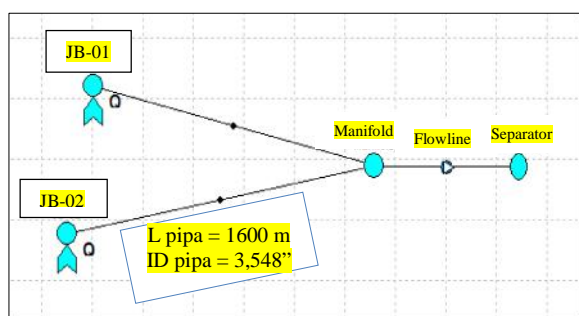 JB-01
Q
Manifold
Flowline
Separator
JB-02
Q
L pipa = 1600 m
ID pipa = 3,548”